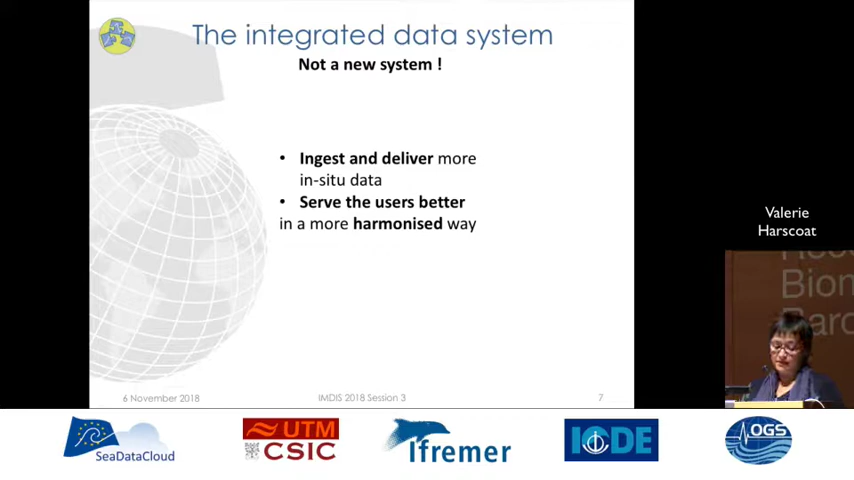 The integrated data system
Not a new system !
• Ingest and deliver more
in-situ data
• Serve the users better
in a more harmonised way
Valerie
Harscoat
Biom
Barc
6 November 2018
IMDIS 2018 Session 3
7
SeaDataCloud
UTM
CSIC
Ifremer
IODE
OGS